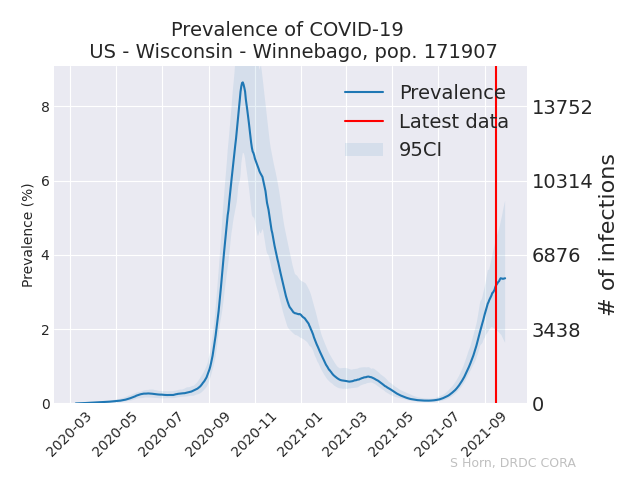 Prevalence of COVID-19
US - Wisconsin - Winnebago, pop. 171907
Prevalence
Latest data
95CI
8
6
4
2
0
Prevalence (%)
13752
10314
6876
3438
0
# of infections
2020-03
2020-05
2020-07
2020-09
2020-11
2021-01
2021-03
2021-05
2021-07
2021-09
S Horn, DRDC CORA